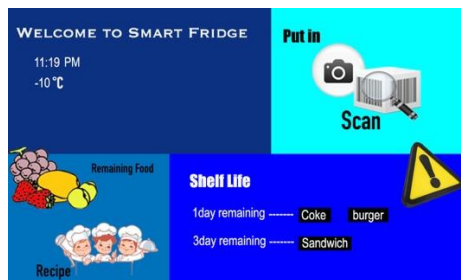 WELCOME TO SMART FRIDGE
11:19 PM
-10 ℃
Put in
Scan
Remaining Food
Recipe
Shelf Life
1day remaining ------- Coke burger
3day remaining ------- Sandwich